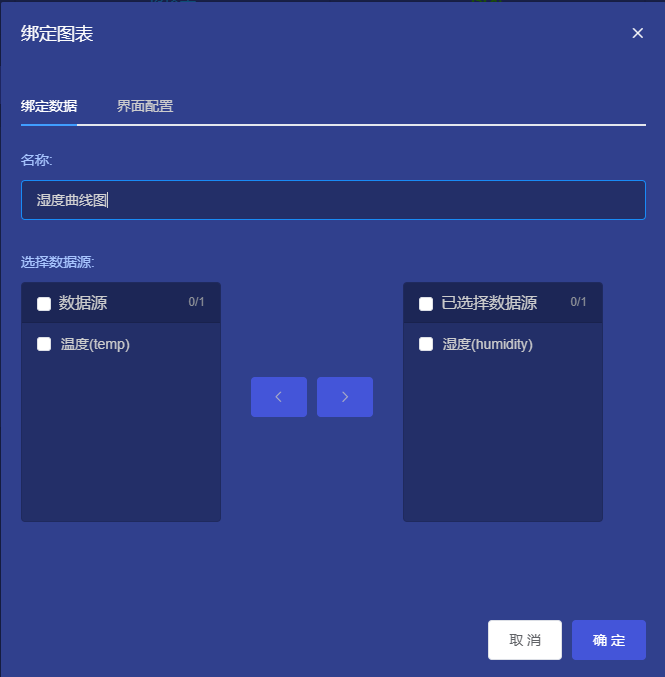 绑定图表
绑定数据 界面配置
名称:
湿度曲线图
选择数据源:
数据源 0/1 已选择数据源 0/1
温度(temp) 湿度(humidity)
取 消 确 定